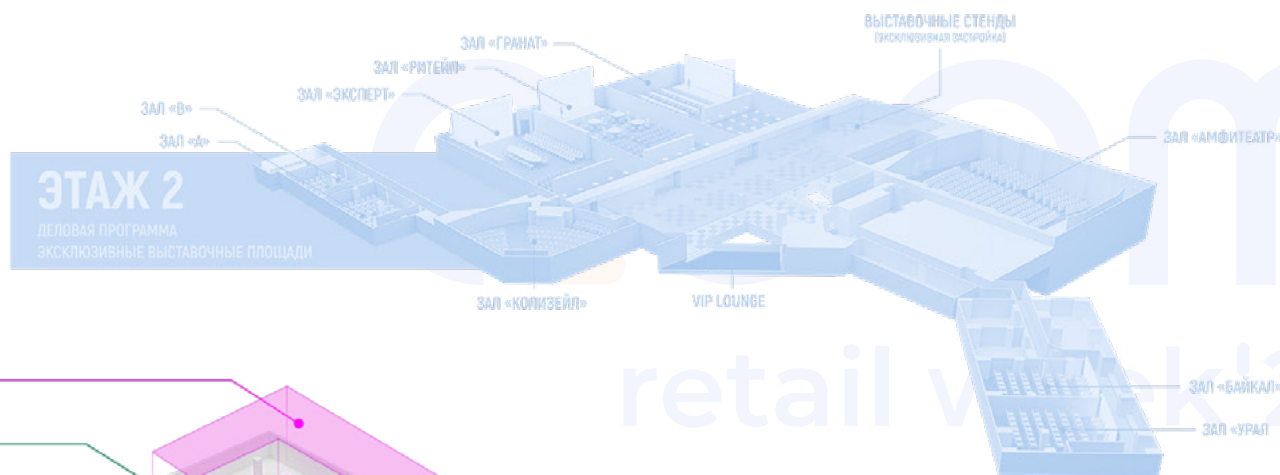 ВЫСТАВОЧНЫЕ СТЕНДЫ
(ЭКСКЛЮЗИВНАЯ ЗАСТРОЙКА)
ЗАЛ «ГРАНАТ»
ЗАЛ «РИТЕЙЛ»
ЗАЛ «ЭКСПЕРТ»
ЗАЛ «B»
ЗАЛ «A»
ЗАЛ «АМФИТЕАТР»
ЭТАЖ 2
ДЕЛОВАЯ ПРОГРАММА
ЭКСКЛЮЗИВНЫЕ ВЫСТАВОЧНЫЕ ПЛОЩАДИ
ЗАЛ «КОЛИЗЕЙЛ»
VIP LOUNGE
retail
ЗАЛ «БАЙКАЛ»
ЗАЛ «УРАЛ